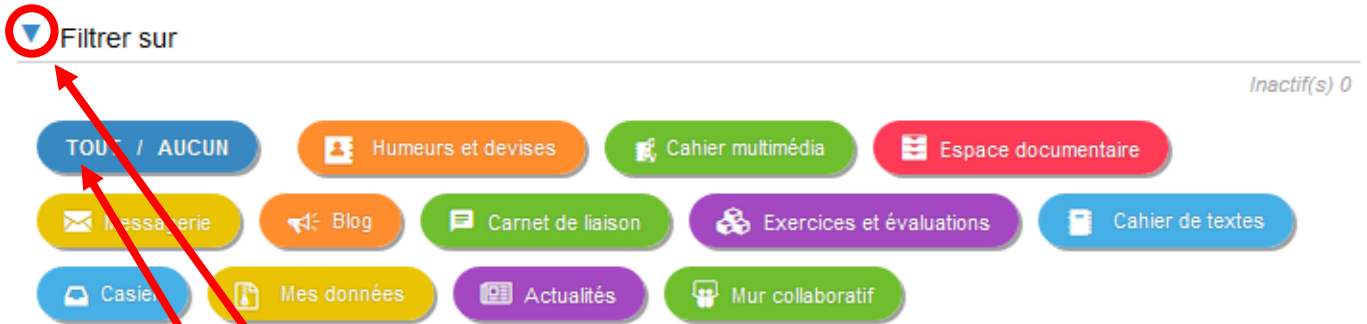 Filtrer sur
Inactif(s) 0
TOUT / AUCUN Humeurs et devises Cahier multimédia Espace documentaire
Messagerie Blog Carnet de liaison Exercices et évaluations Cahier de textes
Casier Mes données Actualités Mur collaboratif